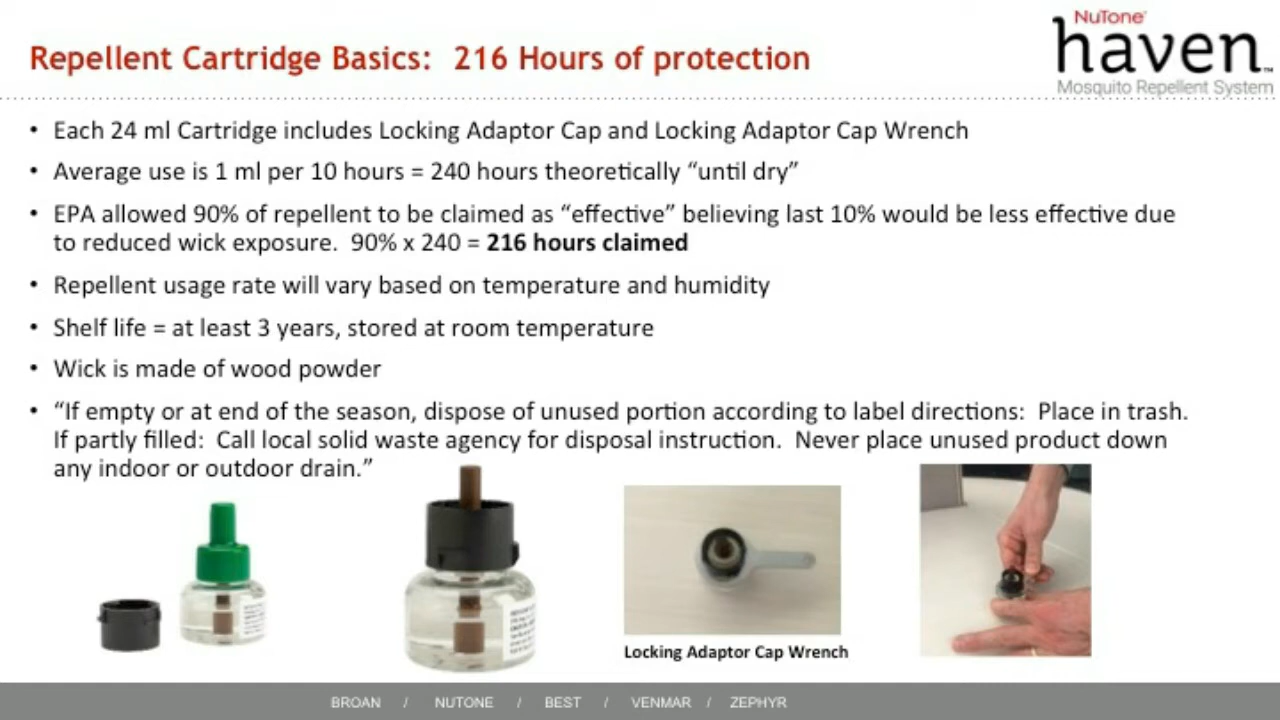 Repellent Cartridge Basics: 216 Hours of protection
NuTone
haven™
Mosquito Repellent System
• Each 24 ml Cartridge includes Locking Adaptor Cap and Locking Adaptor Cap Wrench
• Average use is 1 ml per 10 hours = 240 hours theoretically “until dry”
• EPA allowed 90% of repellent to be claimed as “effective” believing last 10% would be less effective due
to reduced wick exposure. 90% x 240 = 216 hours claimed
• Repellent usage rate will vary based on temperature and humidity
• Shelf life = at least 3 years, stored at room temperature
• Wick is made of wood powder
• “If empty or at end of the season, dispose of unused portion according to label directions: Place in trash.
If partly filled: Call local solid waste agency for disposal instruction. Never place unused product down
any indoor or outdoor drain.”
Locking Adaptor Cap Wrench
BROAN / NUTONE / BEST / VENMAR / ZEPHYR